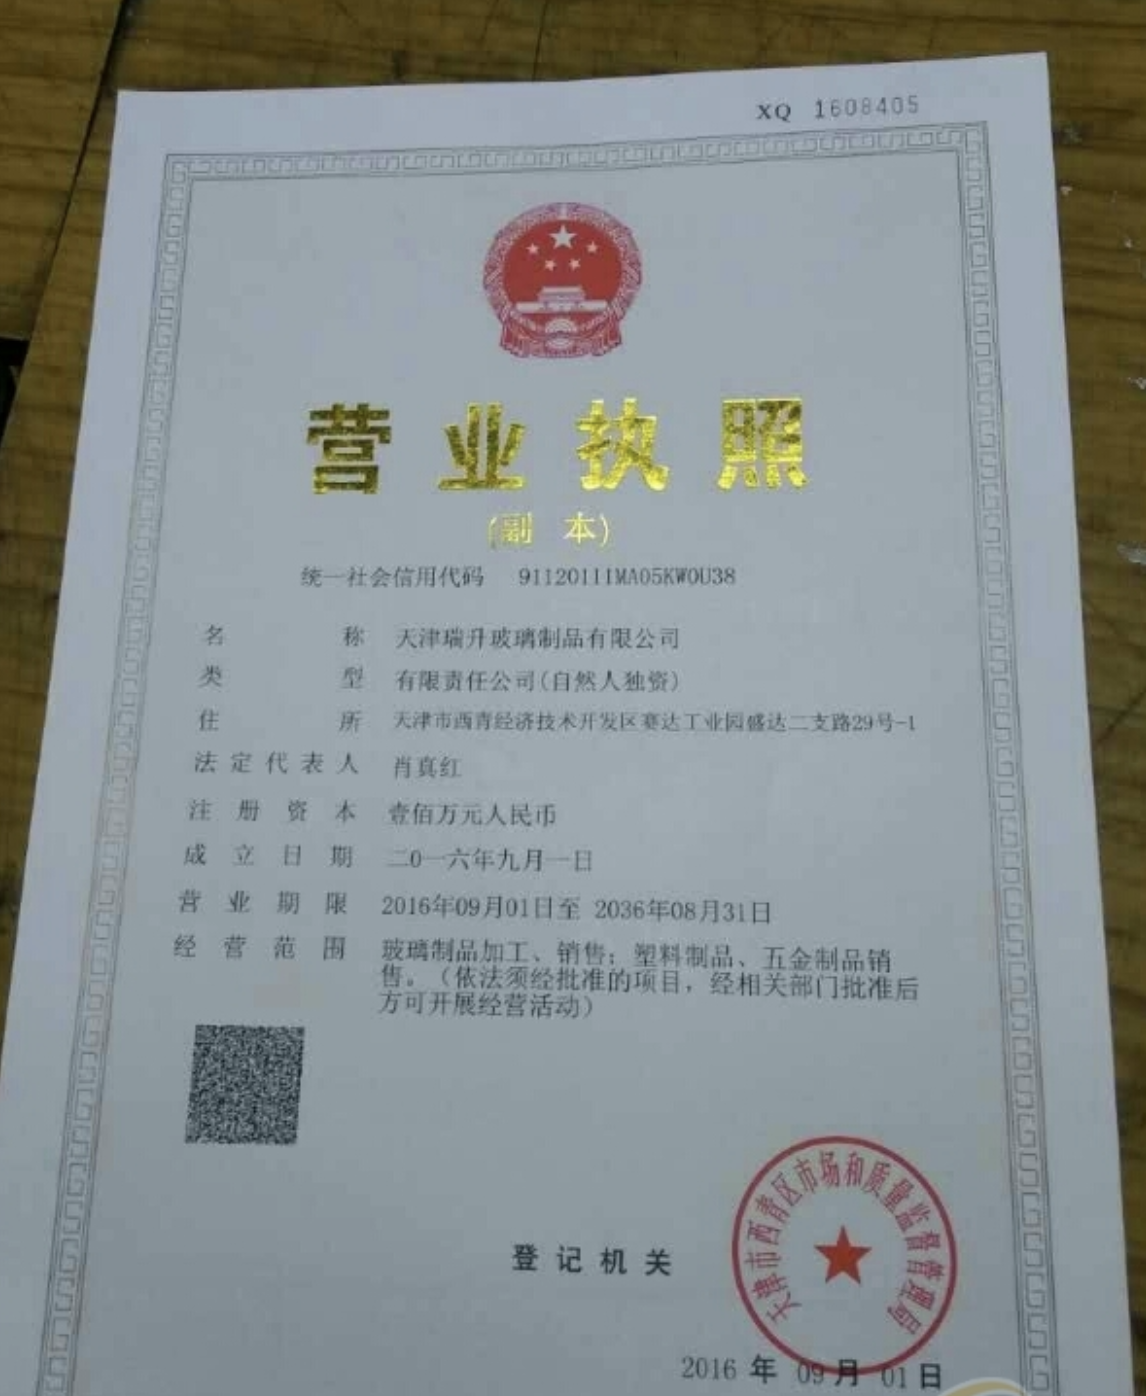 XQ 1608405
营业执照
(副 本)
统一社会信用代码 91120111MA05KW0U38
名 称 天津瑞升玻璃制品有限公司
类 型 有限责任公司(自然人独资)
住 所 天津市西青经济技术开发区赛达工业园盛达二支路29号-1
法定代表人 肖真红
注册资本 壹佰万元人民币
成立日期 二0一六年九月一日
营业期限 2016年09月01日至 2036年08月31日
经营范围 玻璃制品加工、销售;塑料制品、五金制品销
售。(依法须经批准的项目,经相关部门批准后
方可开展经营活动)
天津市西青区市场和质量监督管理局
登记机关
2016 年 09 月 01 日